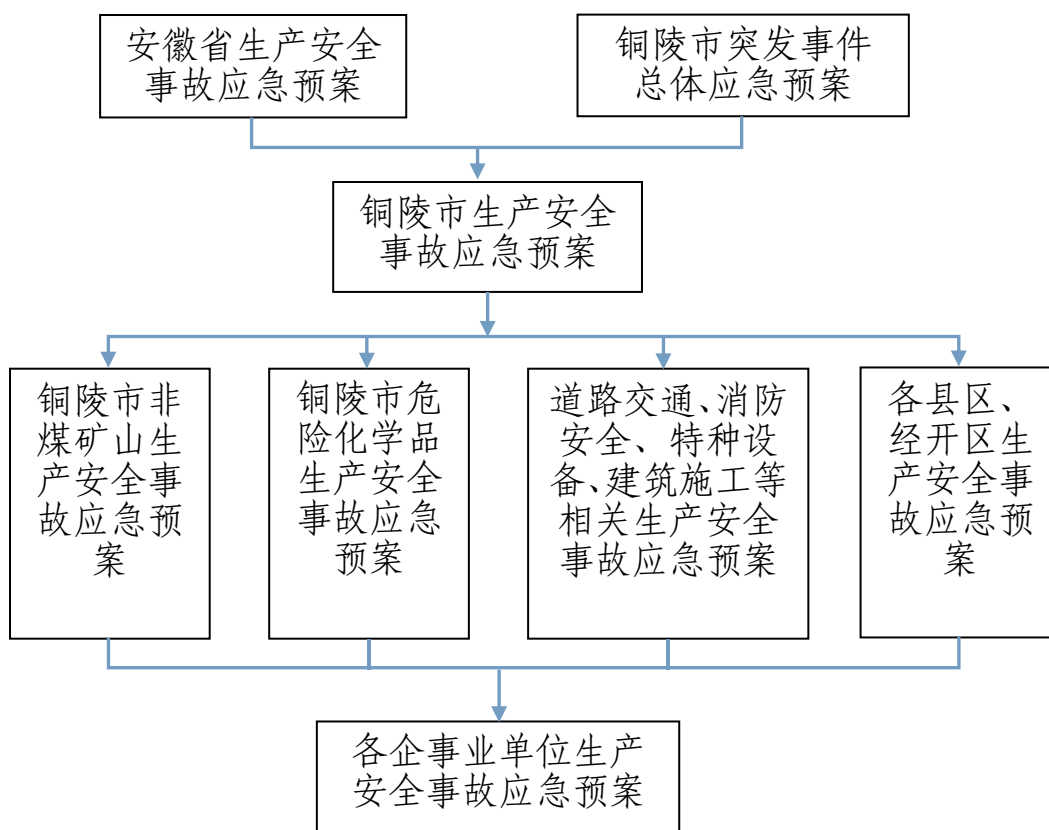 安徽省生产安全
事故应急预案
铜陵市突发事件
总体应急预案
铜陵市生产安全
事故应急预案
铜陵市非
煤矿山生
产安全事
故应急预
案
铜陵市危
险化学品
生产安全
事故应急
预案
道路交通、消防
安全、特种设
备、建筑施工等
相关生产安全
事故应急预案
各县区、
经开区生
产安全事
故应急预
案
各企事业单位生产
安全事故应急预案